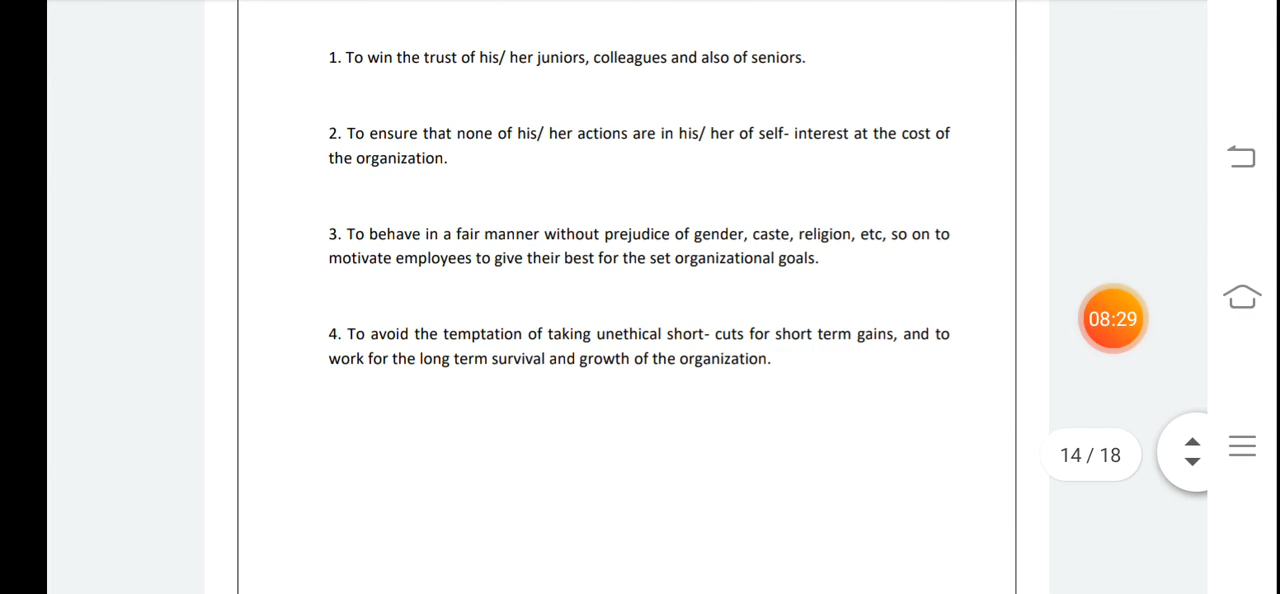 1. To win the trust of his/ her juniors, colleagues and also of seniors.
2. To ensure that none of his/ her actions are in his/ her of self- interest at the cost of
the organization.
3. To behave in a fair manner without prejudice of gender, caste, religion, etc, so on to
motivate employees to give their best for the set organizational goals.
08:29
4. To avoid the temptation of taking unethical short- cuts for short term gains, and to
work for the long term survival and growth of the organization.
14 / 18